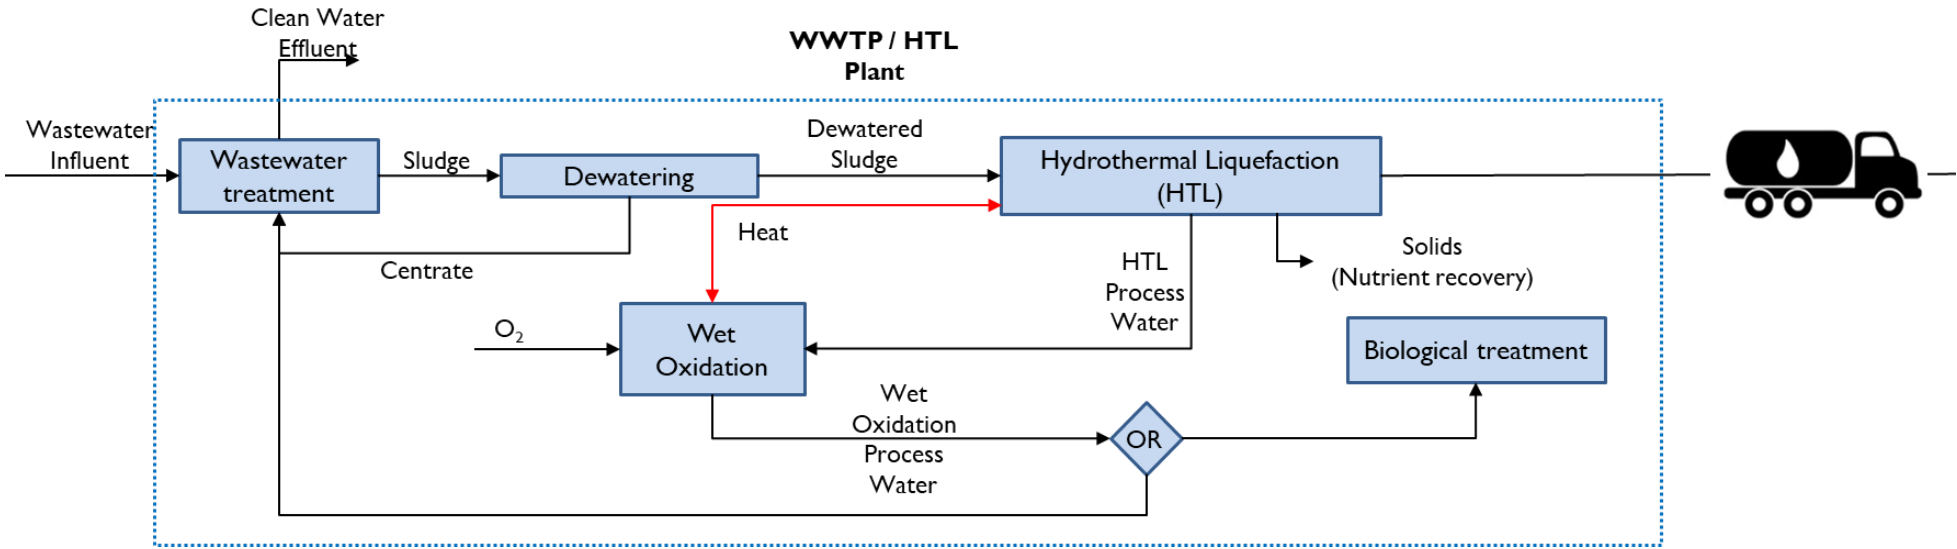 Clean Water
Effluent
WWTP / HTL
Plant
Wastewater
Influent
Wastewater
treatment
Sludge
Dewatering
Dewatered
Sludge
Hydrothermal Liquefaction
(HTL)
Heat
Centrate
HTL
Process
Water
Solids
(Nutrient recovery)
O₂
Wet
Oxidation
Biological treatment
Wet
Oxidation
Process
Water
OR